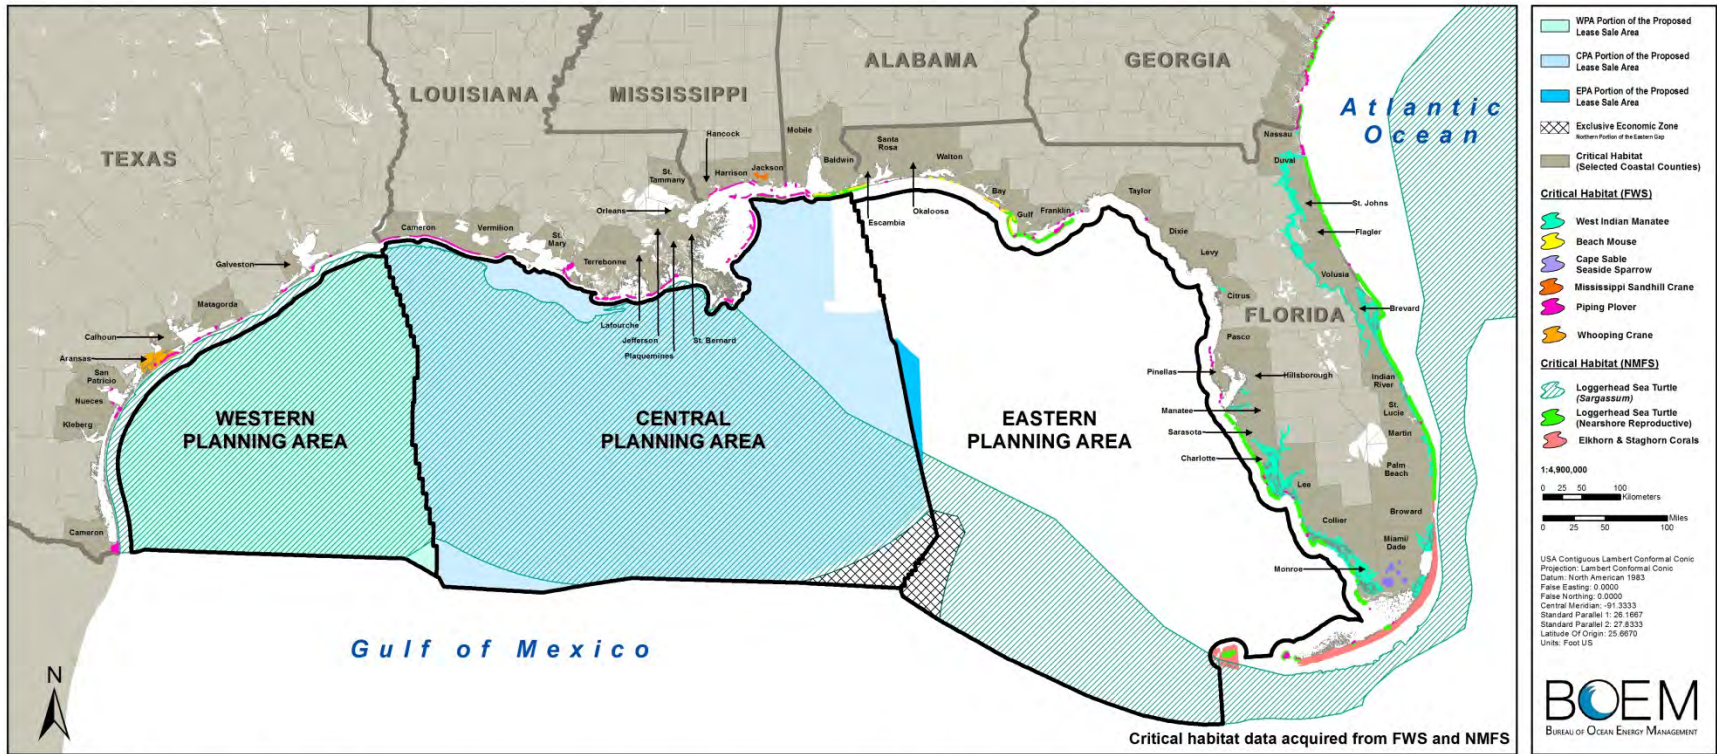 TEXAS
LOUISIANA
MISSISSIPPI
ALABAMA
GEORGIA
FLORIDA
Atlantic
Ocean
Gulf of Mexico
WESTERN
PLANNING AREA
CENTRAL
PLANNING AREA
EASTERN
PLANNING AREA
Cameron
Kleberg
Nueces
San
Patricio
Aransas
Calhoun
Matagorda
Galveston
Cameron
Vermilion
St.
Mary
Terrebonne
Lafourche
Jefferson
Plaquamines
St. Bernard
Orleans
St.
Tammany
Hancock
Harrison
Jackson
Mobile
Baldwin
Escambia
Santa
Rosa
Okaloosa
Walton
Bay
Gulf
Franklin
Taylor
Dixie
Levy
Citrus
Pasco
Pinellas
Hillsborough
Manatee
Sarasota
Charlotte
Lee
Collier
Monroe
Miami/
Dade
Broward
Palm
Beach
Martin
St.
Lucie
Indian
River
Brevard
Volusia
Flagler
St. Johns
Duval
Nassau
N
Critical habitat data acquired from FWS and NMFS
WPA Portion of the Proposed
Lease Sale Area
CPA Portion of the Proposed
Lease Sale Area
EPA Portion of the Proposed
Lease Sale Area
Exclusive Economic Zone
Northern Portion of the Eastern Gap
Critical Habitat
(Selected Coastal Counties)
Critical Habitat (FWS)
West Indian Manatee
Beach Mouse
Cape Sable
Seaside Sparrow
Mississippi Sandhill Crane
Piping Plover
Whooping Crane
Critical Habitat (NMFS)
Loggerhead Sea Turtle
(Sargassum)
Loggerhead Sea Turtle
(Nearshore Reproductive)
Elkhorn & Staghorn Corals
1:4,900,000
0 25 50 100
Kilometers
Miles
0 25 50 100
USA Contiguous Lambert Conformal Conic
Projection: Lambert Conformal Conic
Datum: North American 1983
False Easting: 0.0000
False Northing: 0.0000
Central Meridian: -91.3333
Standard Parallel 1: 26.1667
Standard Parallel 2: 27.8333
Latitude Of Origin: 25.6670
Units: Foot US
BOEM
BUREAU OF OCEAN ENERGY MANAGEMENT